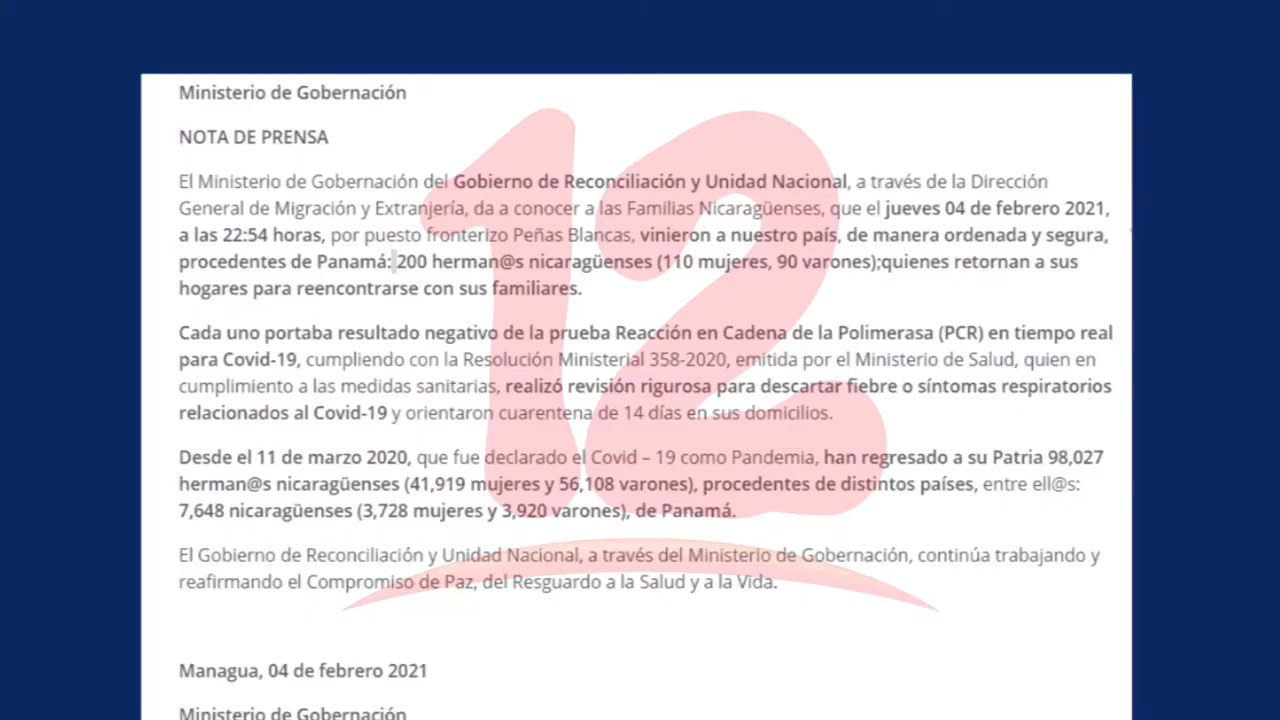 Ministerio de Gobernación
NOTA DE PRENSA
El Ministerio de Gobernación del Gobierno de Reconciliación y Unidad Nacional, a través de la Dirección
General de Migración y Extranjería, da a conocer a las Familias Nicaragüenses, que el jueves 04 de febrero 2021,
a las 22:54 horas, por puesto fronterizo Peñas Blancas, vinieron a nuestro país, de manera ordenada y segura,
procedentes de Panamá: 200 herman@s nicaragüenses (110 mujeres, 90 varones);quienes retornan a sus
hogares para reencontrarse con sus familiares.
Cada uno portaba resultado negativo de la prueba Reacción en Cadena de la Polimerasa (PCR) en tiempo real
para Covid-19, cumpliendo con la Resolución Ministerial 358-2020, emitida por el Ministerio de Salud, quien en
cumplimiento a las medidas sanitarias, realizó revisión rigurosa para descartar fiebre o síntomas respiratorios
relacionados al Covid-19 y orientaron cuarentena de 14 días en sus domicilios.
Desde el 11 de marzo 2020, que fue declarado el Covid – 19 como Pandemia, han regresado a su Patria 98,027
herman@s nicaragüenses (41,919 mujeres y 56,108 varones), procedentes de distintos países, entre ell@s:
7,648 nicaragüenses (3,728 mujeres y 3,920 varones), de Panamá.
El Gobierno de Reconciliación y Unidad Nacional, a través del Ministerio de Gobernación, continúa trabajando y
reafirmando el Compromiso de Paz, del Resguardo a la Salud y a la Vida.
Managua, 04 de febrero 2021
Ministerio de Gobernación
12